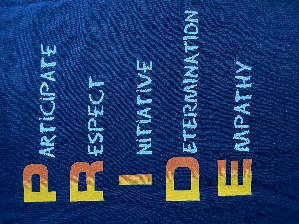 PARTICIPATE
RESPECT
INITIATIVE
DETERMINATION
EMPATHY